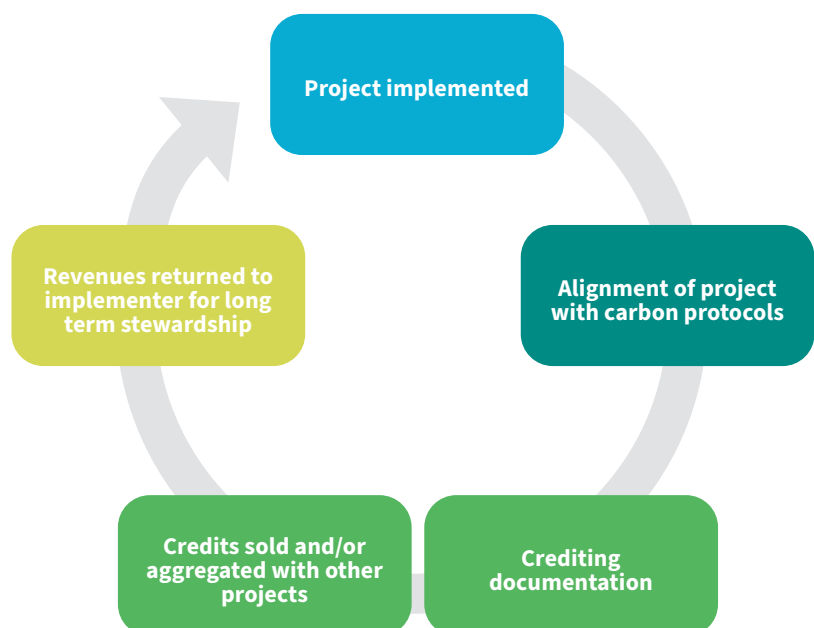 Project implemented
Alignment of project
with carbon protocols
Crediting
documentation
Credits sold and/or
aggregated with other
projects
Revenues returned to
implementer for long
term stewardship